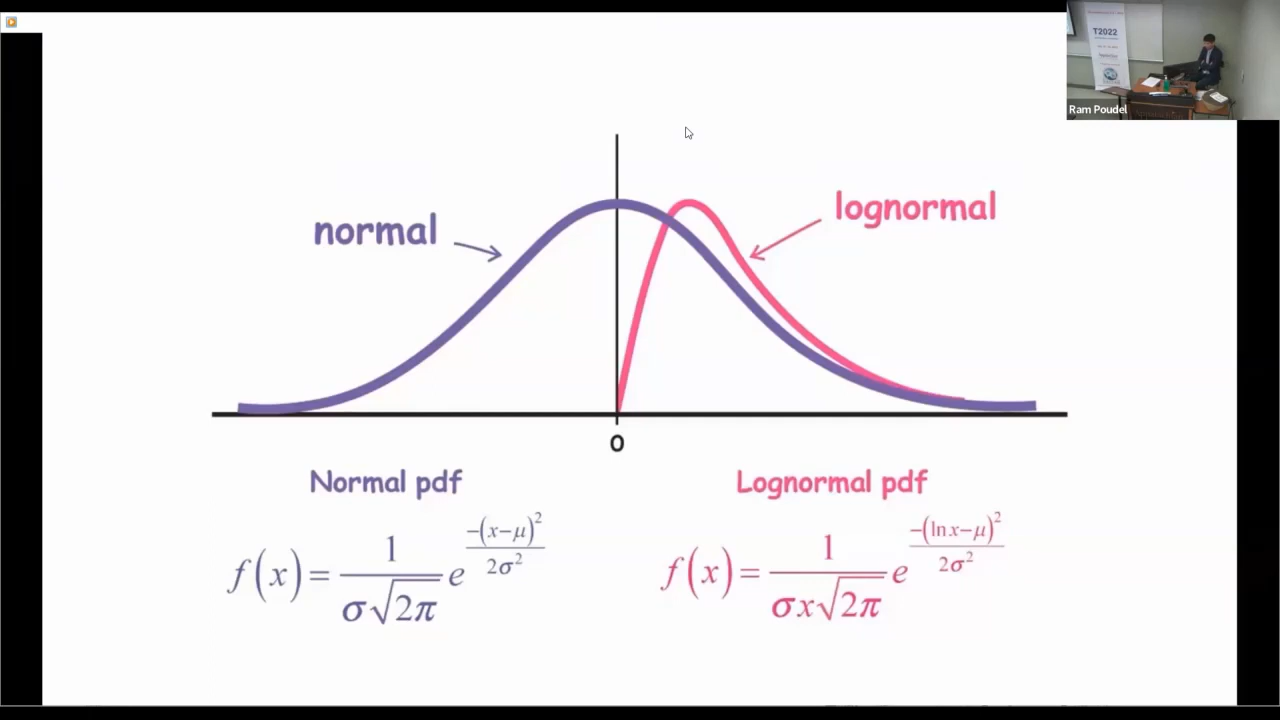 T2022
Ram Poudel
normal
lognormal
0
Normal pdf
Lognormal pdf
f(x) = 1/(σ√2π) e^(−(x−μ)²/2σ²)
f(x) = 1/(σx√2π) e^(−(ln x−μ)²/2σ²)